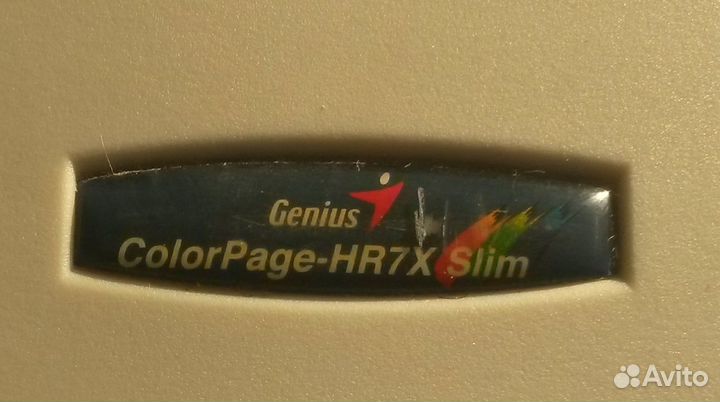 Genius
ColorPage-HR7X Slim
Avito